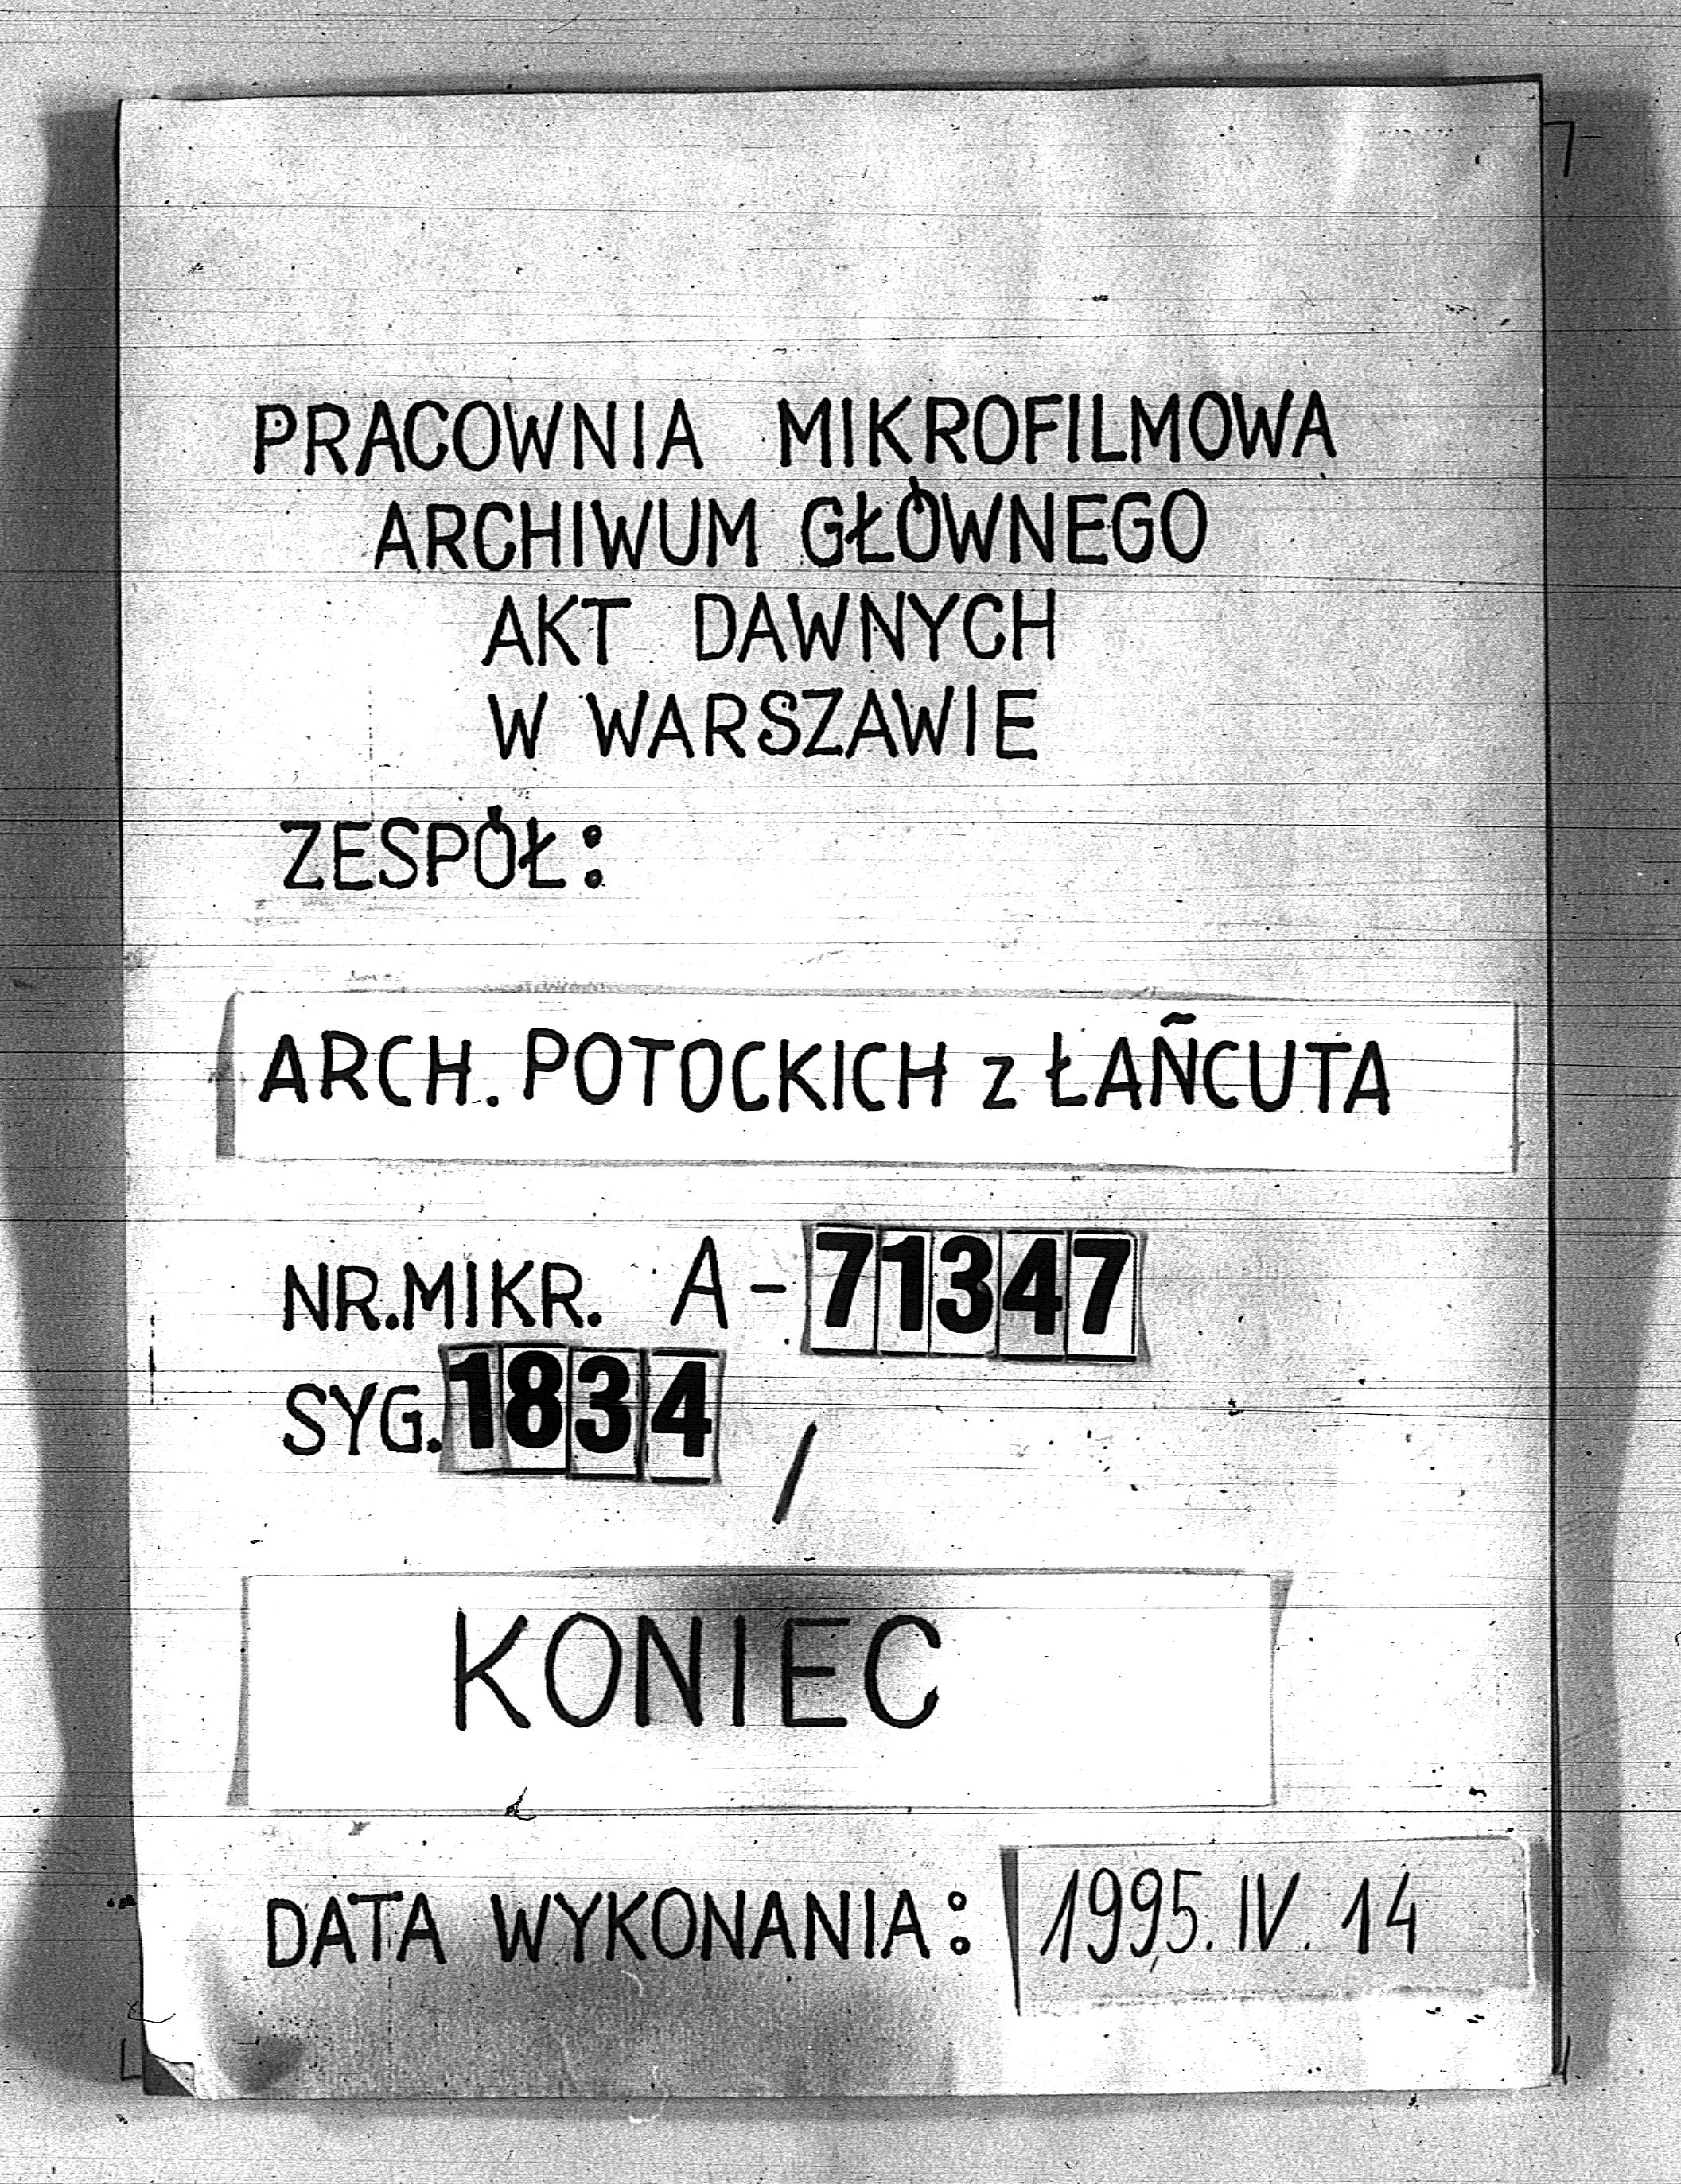 PRACOWNIA MIKROFILMOWA
ARCHIWUM GŁÓWNEGO
AKT DAWNYCH
W WARSZAWIE
ZESPÓŁ:
ARCH. POTOCKICH z ŁAÑCUTA
NR.MIKR. A-71347
SYG.1834 /
KONIEC
DATA WYKONANIA: 1995.IV.14